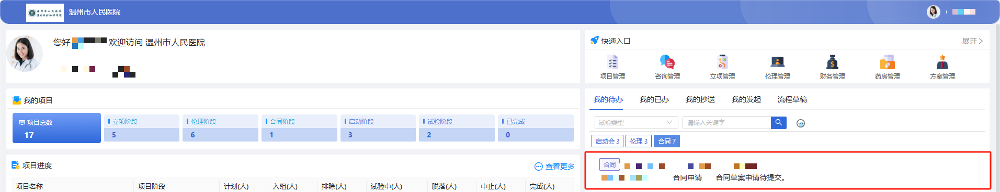 温州市人民医院
温州市人民医院
您好 欢迎访问 温州市人民医院
快速入口
展开
项目管理
咨询管理
立项管理
伦理管理
财务管理
药房管理
方案管理
我的项目
项目总数
17
立项阶段
5
伦理阶段
6
合同阶段
1
启动阶段
3
试验阶段
2
已完成
0
我的待办 我的已办 我的抄送 我的发起 流程草稿
试验类型
请输入关键字
启动会 3 伦理 3 合同 7
合同
合同申请 合同草案申请待提交。
项目进度
查看更多
项目名称 项目阶段 计划(人) 入组(人) 排除(人) 试验中(人) 脱落(人) 中止(人) 完成(人)